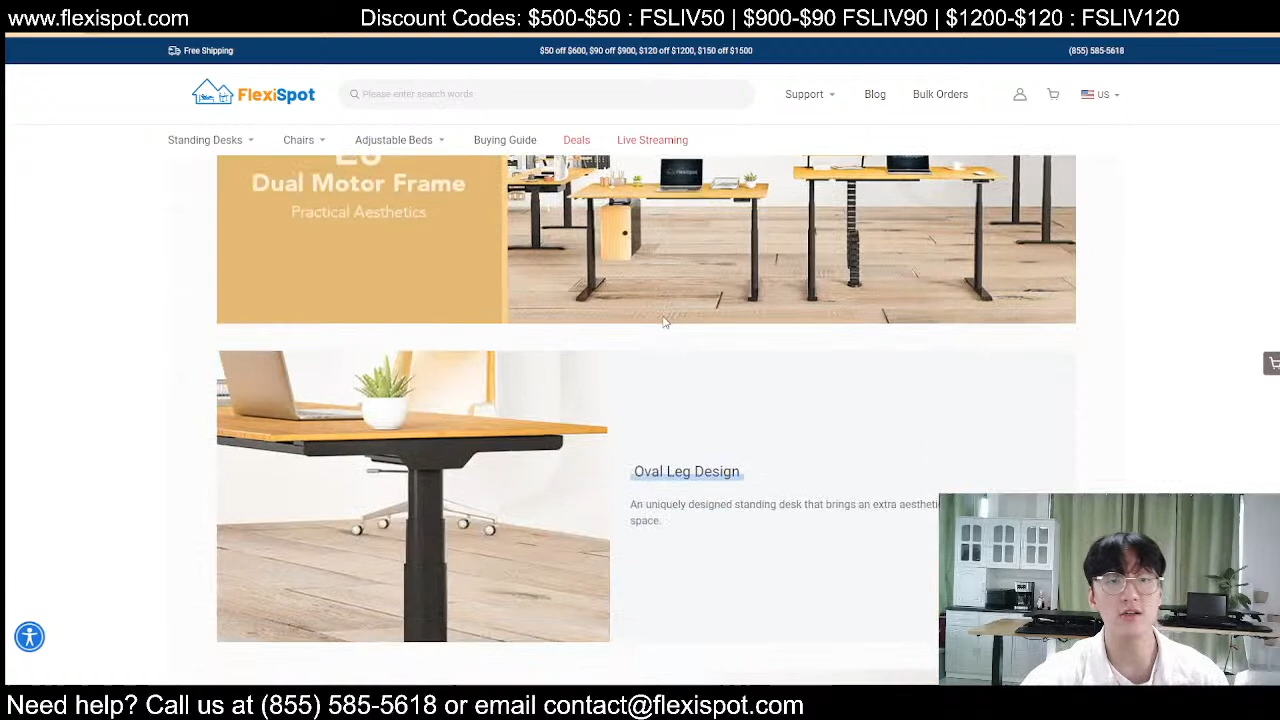 www.flexispot.com
Discount Codes: $500-$50 : FSLIV50 | $900-$90 FSLIV90 | $1200-$120 : FSLIV120
Free Shipping
$50 off $600, $90 off $900, $120 off $1200, $150 off $1500
(855) 585-5618
FlexiSpot
Please enter search words
Support
Blog
Bulk Orders
US
Standing Desks
Chairs
Adjustable Beds
Buying Guide
Deals
Live Streaming
Dual Motor Frame
Practical Aesthetics
Oval Leg Design
An uniquely designed standing desk that brings an extra
space.
Need help? Call us at (855) 585-5618 or email contact@flexispot.com